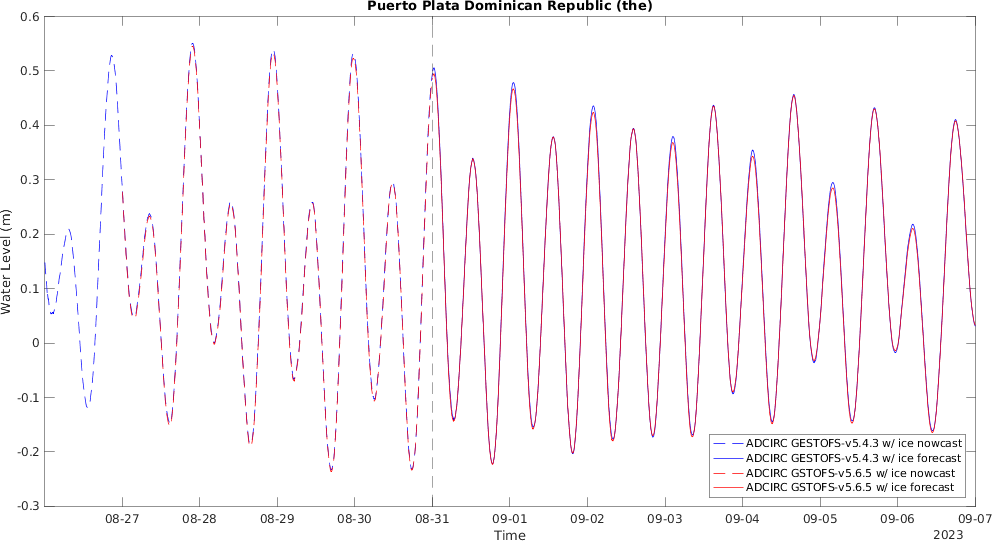 Puerto Plata Dominican Republic (the)
0.6
0.5
0.4
0.3
0.2
0.1
0
-0.1
-0.2
-0.3
Water Level (m)
ADCIRC GESTOFS-v5.4.3 w/ ice nowcast
ADCIRC GESTOFS-v5.4.3 w/ ice forecast
ADCIRC GSTOFS-v5.6.5 w/ ice nowcast
ADCIRC GSTOFS-v5.6.5 w/ ice forecast
08-27 08-28 08-29 08-30 08-31 09-01 09-02 09-03 09-04 09-05 09-06 09-07
Time
2023